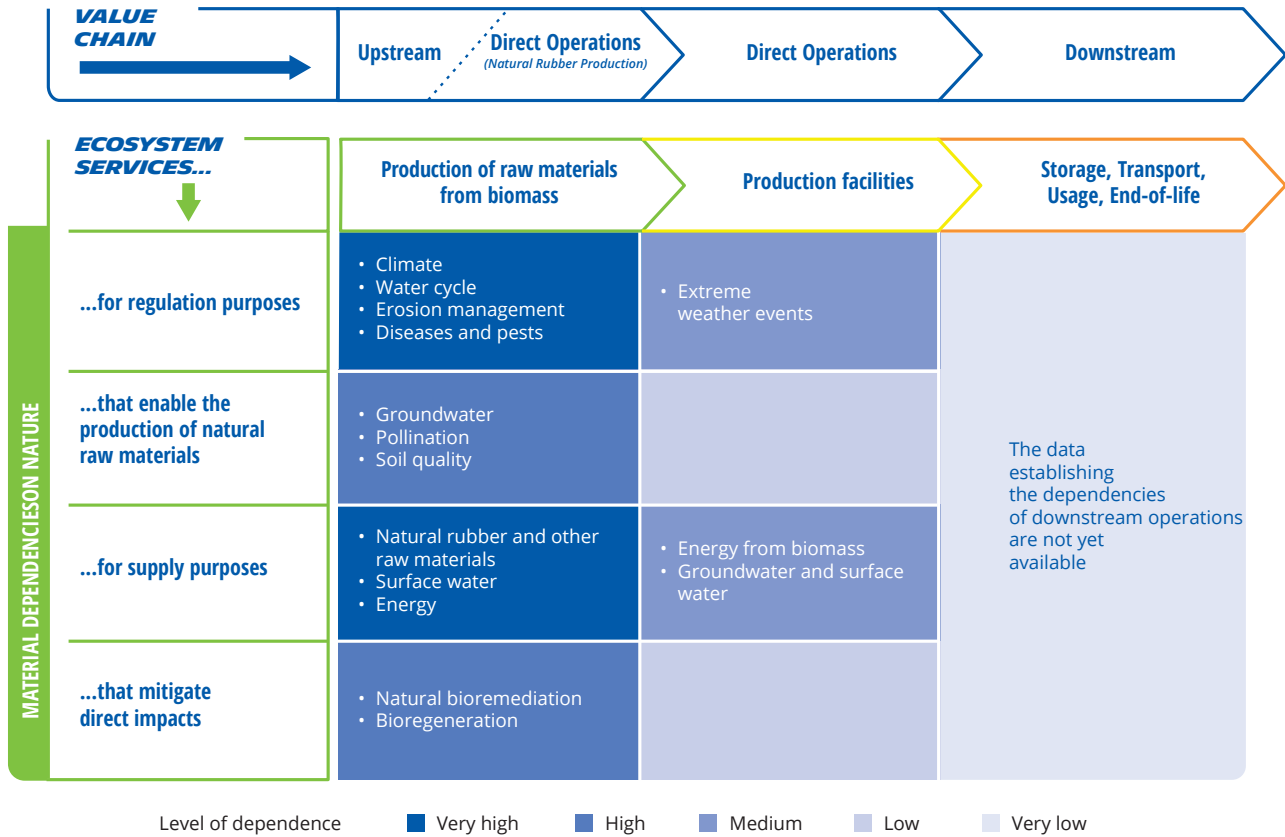 VALUE
CHAIN
Upstream
Direct Operations
(Natural Rubber Production)
Direct Operations
Downstream
ECOSYSTEM
SERVICES...
Production of raw materials
from biomass
Production facilities
Storage, Transport,
Usage, End-of-life
MATERIAL DEPENDENCIESON NATURE
...for regulation purposes
• Climate
• Water cycle
• Erosion management
• Diseases and pests
• Extreme
weather events
...that enable the
production of natural
raw materials
• Groundwater
• Pollination
• Soil quality
The data
establishing
the dependencies
of downstream operations
are not yet
available
...for supply purposes
• Natural rubber and other
raw materials
• Surface water
• Energy
• Energy from biomass
• Groundwater and surface
water
...that mitigate
direct impacts
• Natural bioremediation
• Bioregeneration
Level of dependence
Very high
High
Medium
Low
Very low